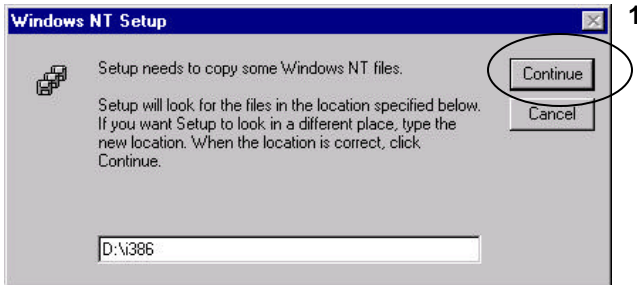 Windows NT Setup
1
Setup needs to copy some Windows NT files.
Continue
Setup will look for the files in the location specified below.
If you want Setup to look in a different place, type the
new location. When the location is correct, click
Continue.
Cancel
D:\i386